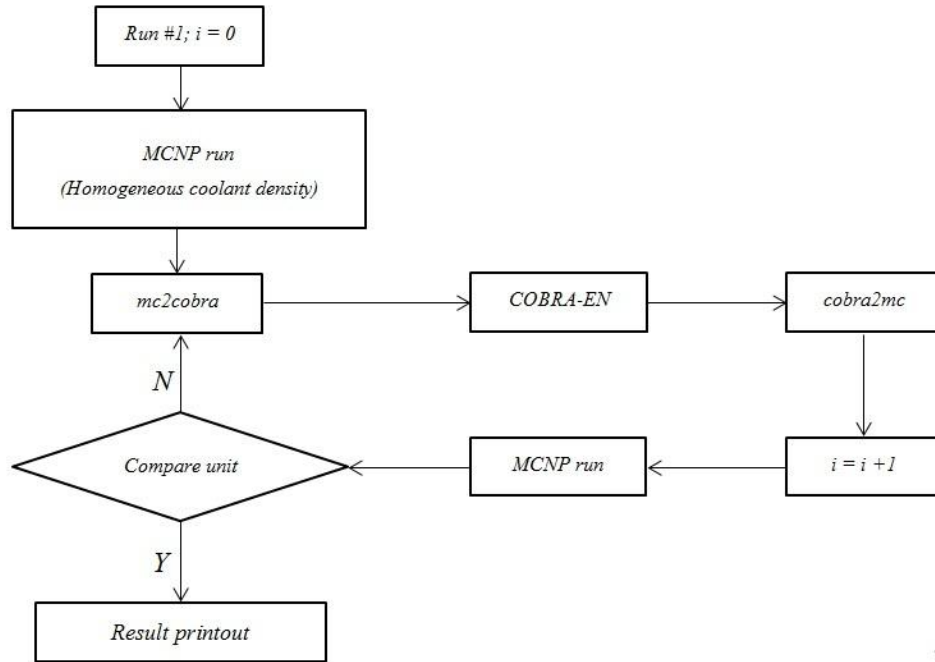 Run #1; i = 0
MCNP run
(Homogeneous coolant density)
mc2cobra
COBRA-EN
cobra2mc
N
Compare unit
MCNP run
i = i +1
Y
Result printout